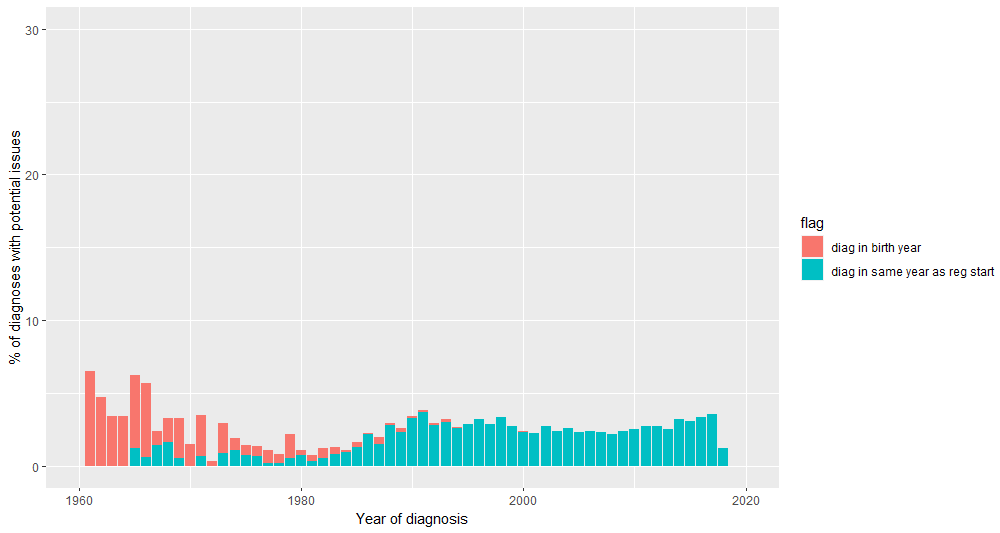 % of diagnoses with potential issues
30
20
10
0
1960
1980
2000
2020
Year of diagnosis
flag
diag in birth year
diag in same year as reg start